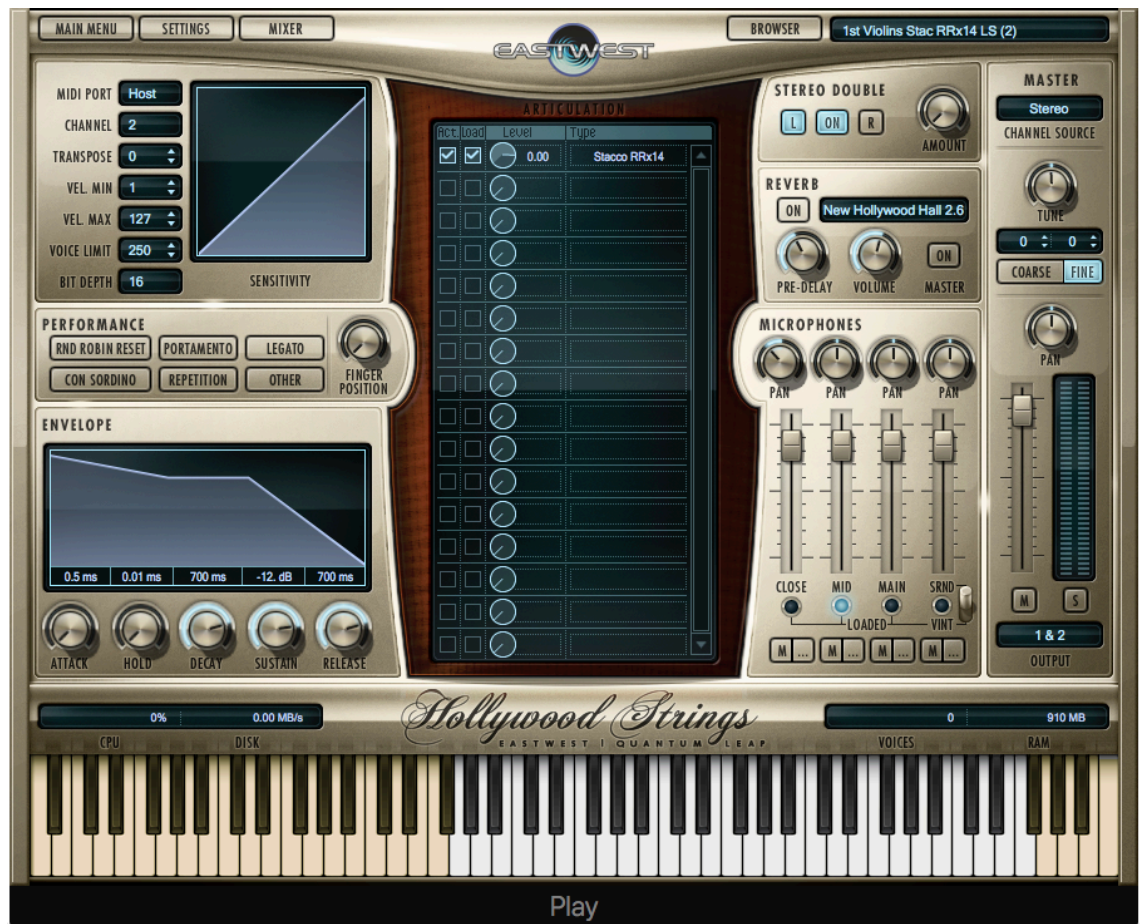 MAIN MENU SETTINGS MIXER
EASTWEST
BROWSER 1st Violins Stac RRx14 LS (2)
MIDI PORT Host
CHANNEL 2
TRANSPOSE 0
VEL. MIN 1
VEL. MAX 127
VOICE LIMIT 250
BIT DEPTH 16
SENSITIVITY
PERFORMANCE
RND ROBIN RESET PORTAMENTO LEGATO
CON SORDINO REPETITION OTHER
FINGER
POSITION
ENVELOPE
0.5 ms 0.01 ms 700 ms -12. dB 700 ms
ATTACK HOLD DECAY SUSTAIN RELEASE
ARTICULATION
Act. Load Level Type
0.00 Stacco RRx14
STEREO DOUBLE
L ON R
AMOUNT
REVERB
ON New Hollywood Hall 2.6
ON
PRE-DELAY VOLUME MASTER
MICROPHONES
PAN PAN PAN PAN
CLOSE MID MAIN SRND
LOADED VINT
M ... M ... M ... M ...
MASTER
Stereo
CHANNEL SOURCE
TUNE
0 0
COARSE FINE
PAN
M S
1 & 2
OUTPUT
0% 0.00 MB/s
CPU DISK
Hollywood Strings
EASTWEST | QUANTUM LEAP
0 910 MB
VOICES RAM
Play